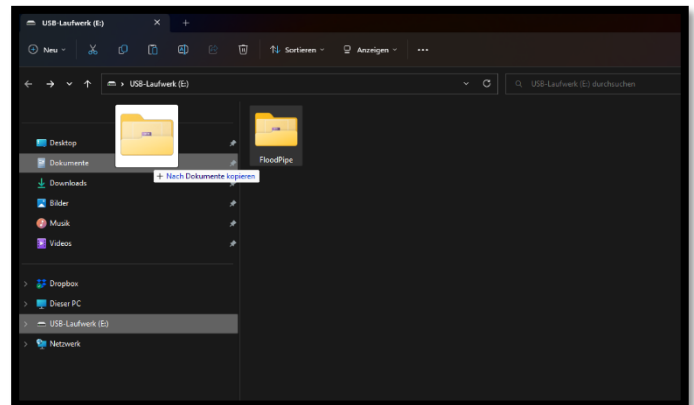 USB-Laufwerk (E:)
Neu
Sortieren
Anzeigen
USB-Laufwerk (E:)
USB-Laufwerk (E:) durchsuchen
Desktop
Dokumente
FloodPipe
+ Nach Dokumente kopieren
Downloads
Bilder
Musik
Videos
Dropbox
Dieser PC
USB-Laufwerk (E:)
Netzwerk